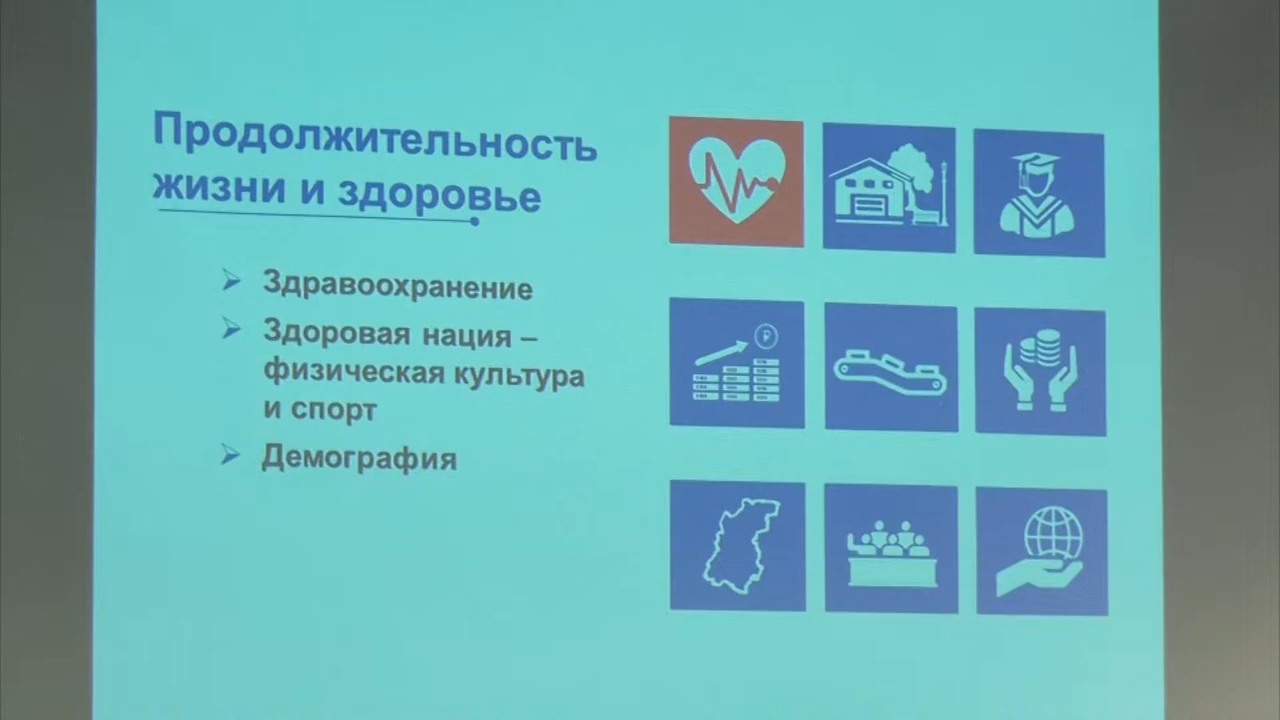 Продолжительность
жизни и здоровье
Здравоохранение
Здоровая нация –
физическая культура
и спорт
Демография